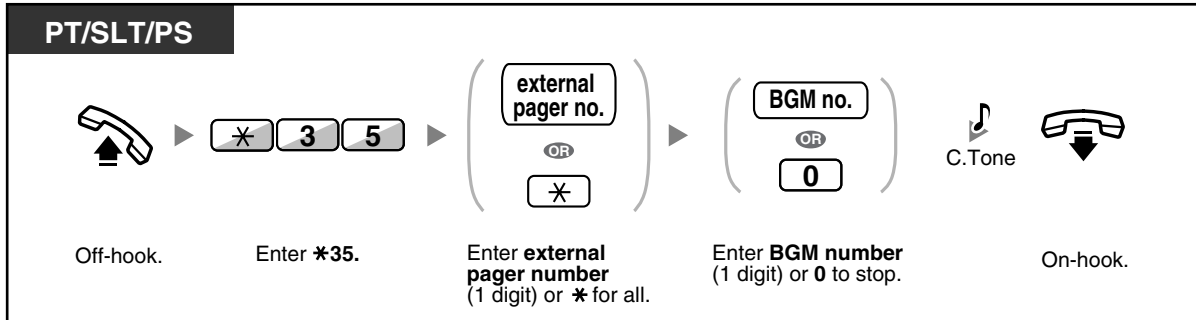 PT/SLT/PS
external
pager no.
OR
BGM no.
OR
C.Tone
0
* 3 5
*
Off-hook.
Enter *35.
Enter external
pager number
(1 digit) or * for all.
Enter BGM number
(1 digit) or 0 to stop.
On-hook.